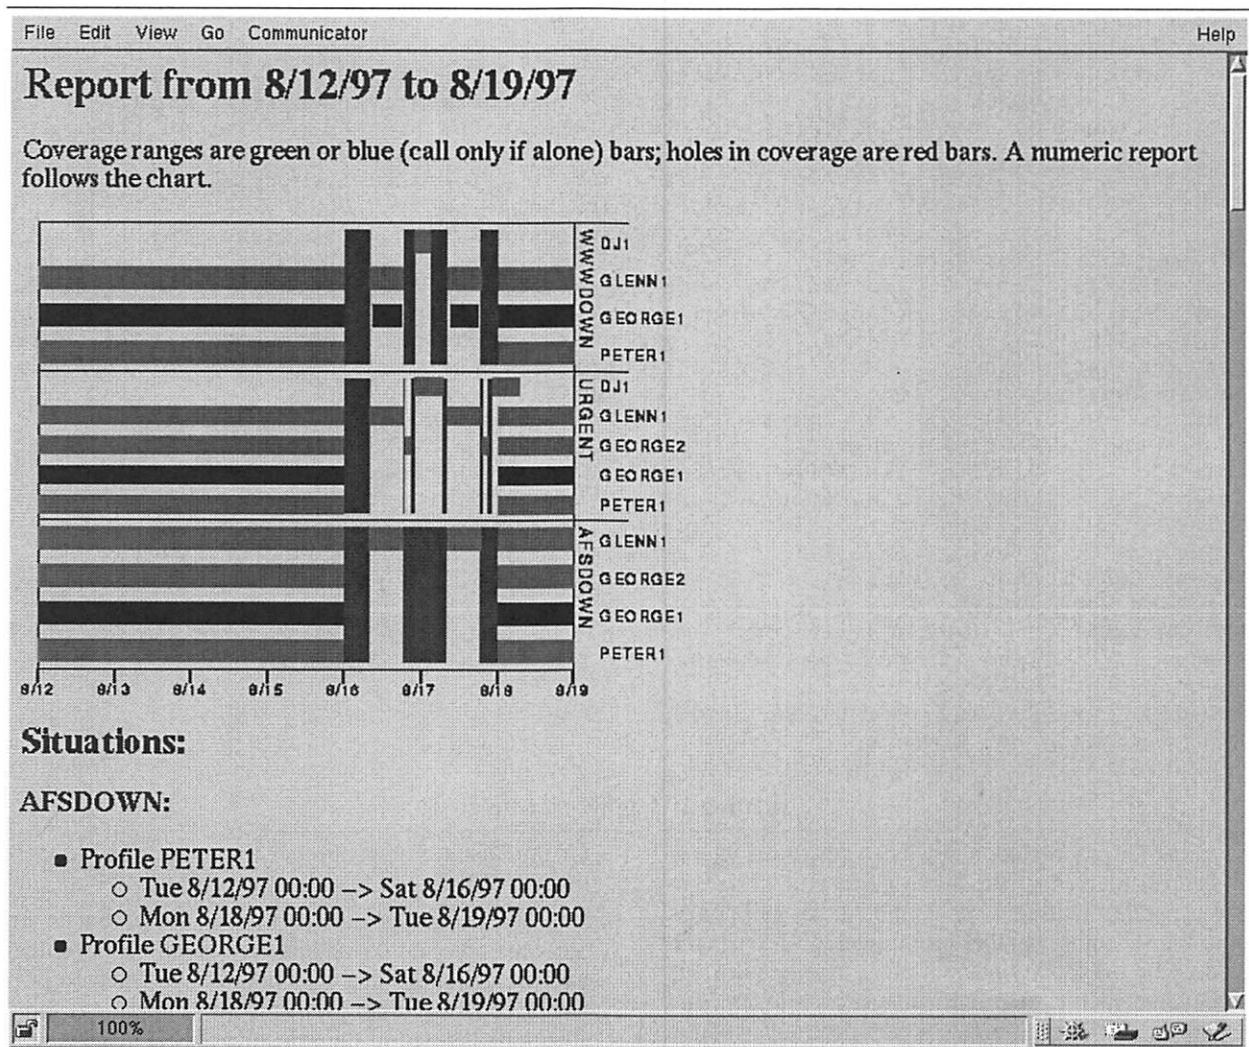 File Edit View Go Communicator Help
Report from 8/12/97 to 8/19/97
Coverage ranges are green or blue (call only if alone) bars; holes in coverage are red bars. A numeric report
follows the chart.
WWWDOWN
DJ1
GLENN1
GEORGE1
PETER1
URGENT
DJ1
GLENN1
GEORGE2
GEORGE1
PETER1
AFSDOWN
GLENN1
GEORGE2
GEORGE1
PETER1
8/12 8/13 8/14 8/15 8/16 8/17 8/18 8/19
Situations:
AFSDOWN:
Profile PETER1
Tue 8/12/97 00:00 –> Sat 8/16/97 00:00
Mon 8/18/97 00:00 –> Tue 8/19/97 00:00
Profile GEORGE1
Tue 8/12/97 00:00 –> Sat 8/16/97 00:00
Mon 8/18/97 00:00 –> Tue 8/19/97 00:00
100%